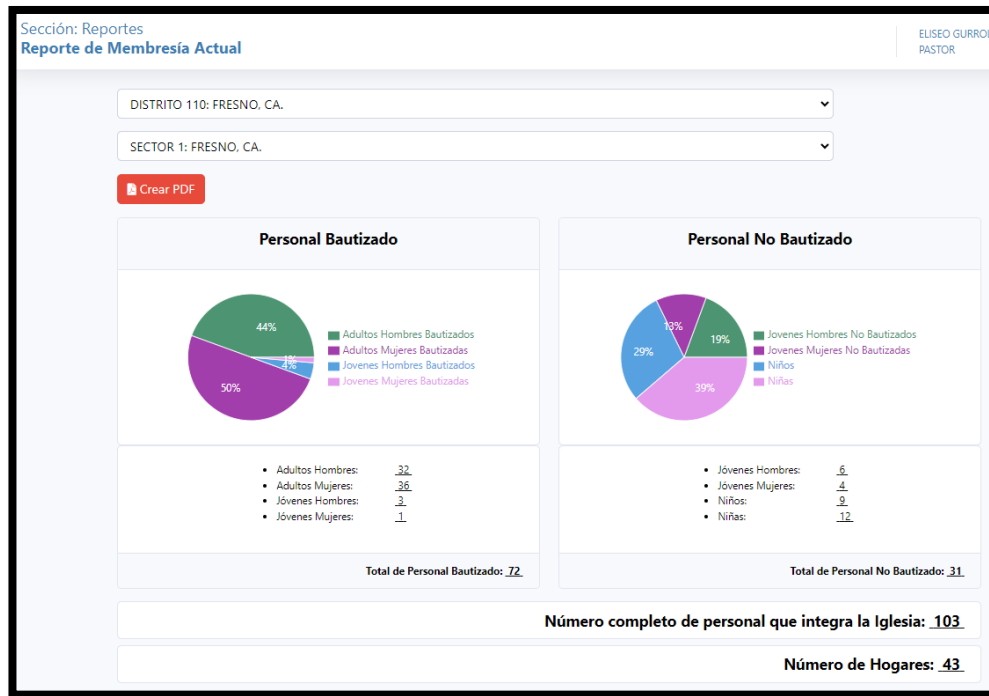 Sección: Reportes
Reporte de Membresía Actual
ELISEO GURROL
PASTOR
DISTRITO 110: FRESNO, CA.
SECTOR 1: FRESNO, CA.
Crear PDF
Personal Bautizado
44%
50%
4%
1%
Adultos Hombres Bautizados
Adultos Mujeres Bautizadas
Jovenes Hombres Bautizados
Jovenes Mujeres Bautizadas
• Adultos Hombres: 32
• Adultos Mujeres: 36
• Jóvenes Hombres: 3
• Jóvenes Mujeres: 1
Total de Personal Bautizado: 72
Personal No Bautizado
13%
19%
29%
39%
Jovenes Hombres No Bautizados
Jovenes Mujeres No Bautizadas
Niños
Niñas
• Jóvenes Hombres: 6
• Jóvenes Mujeres: 4
• Niños: 9
• Niñas: 12
Total de Personal No Bautizado: 31
Número completo de personal que integra la Iglesia: 103
Número de Hogares: 43